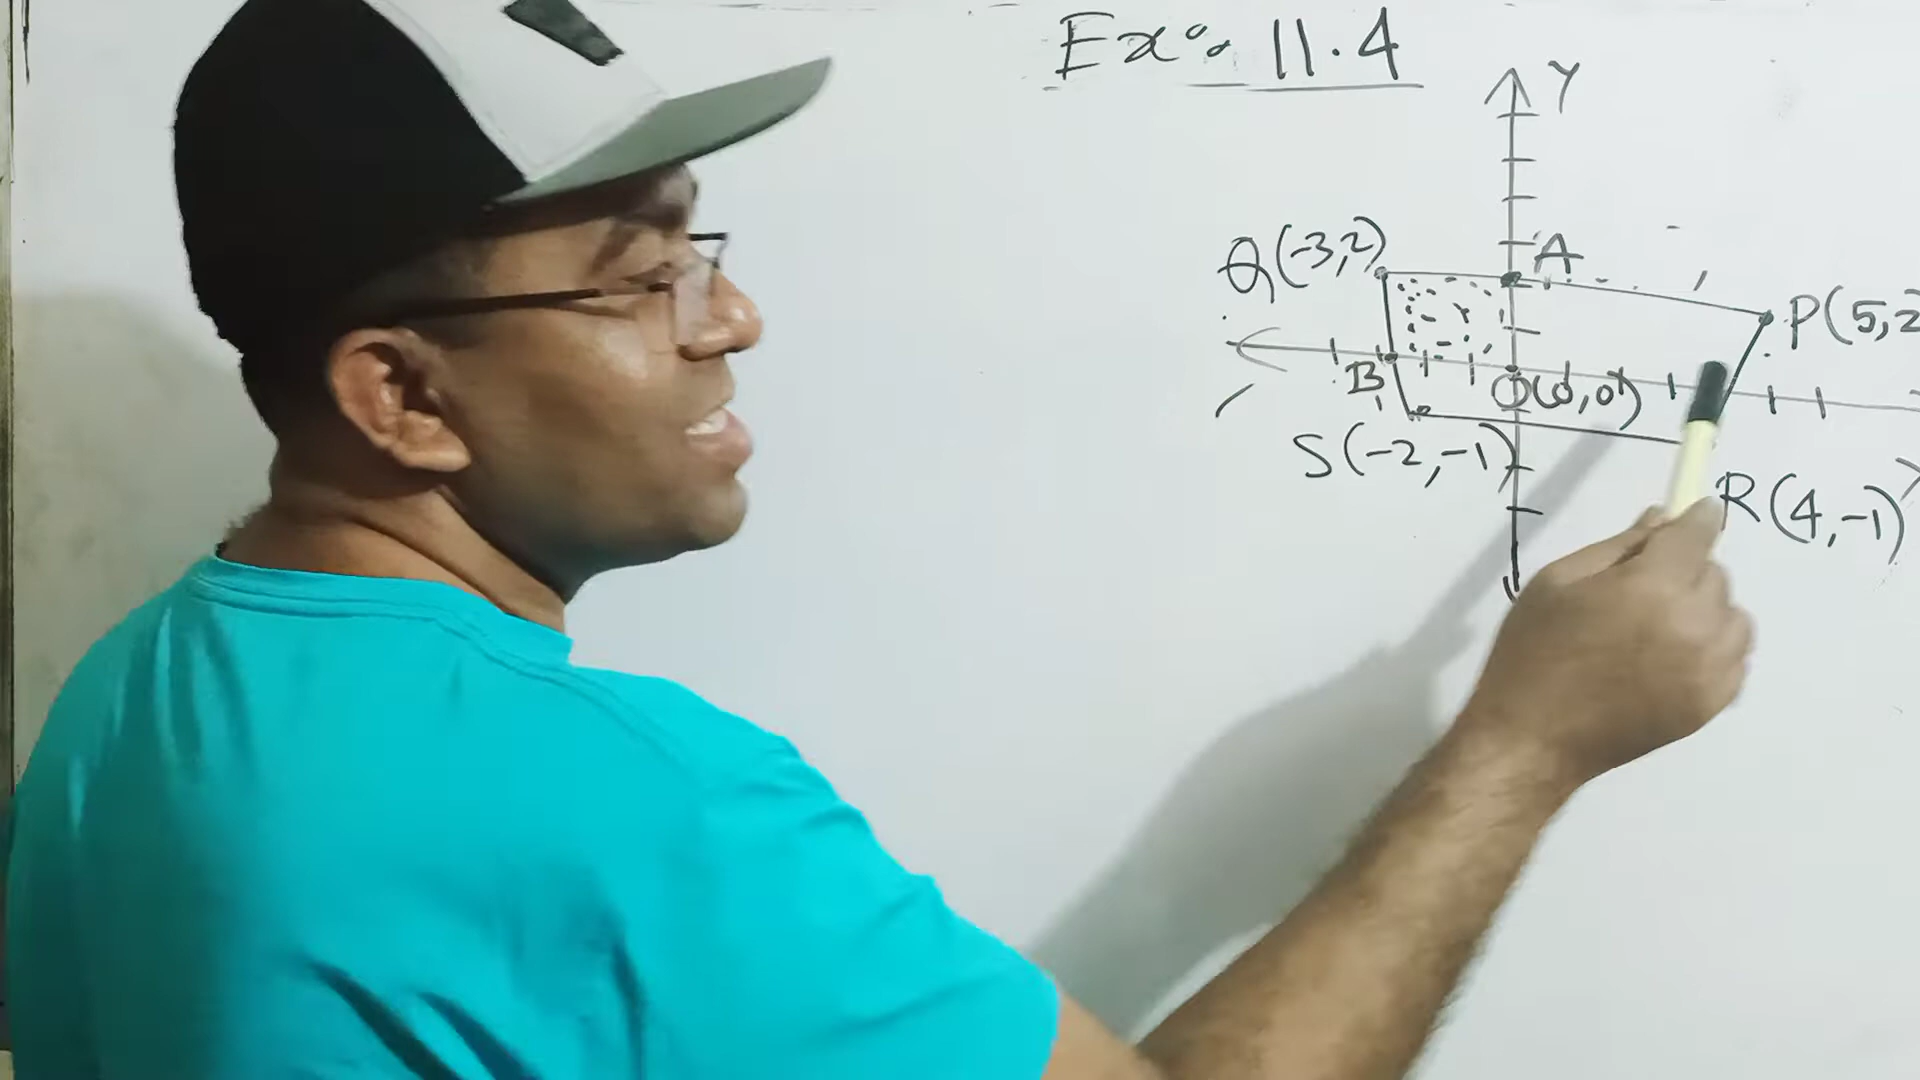 Ex: 11.4
Y
Q(-3,2)
A
P(5,2
B
O(0,0)
S(-2,-1)
R(4,-1)